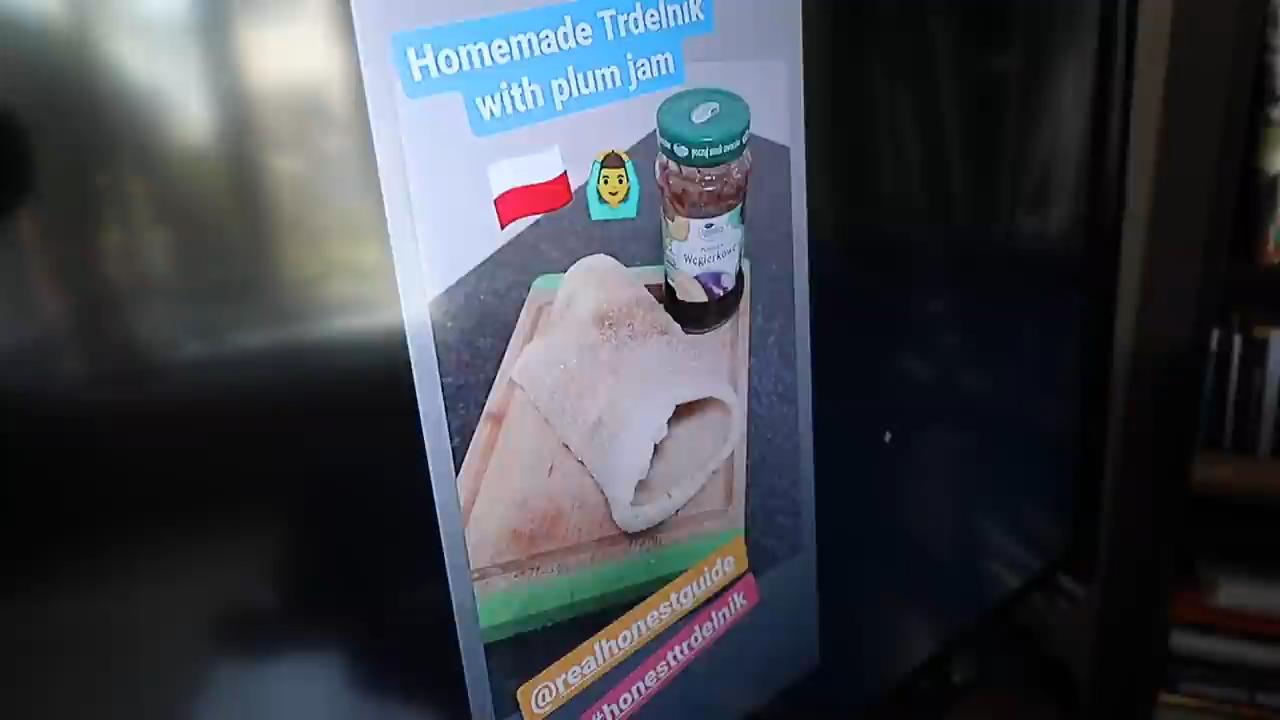 Homemade Trdelnik
with plum jam
Węgierkowe
@realhonestguide
#honesttrdelnik